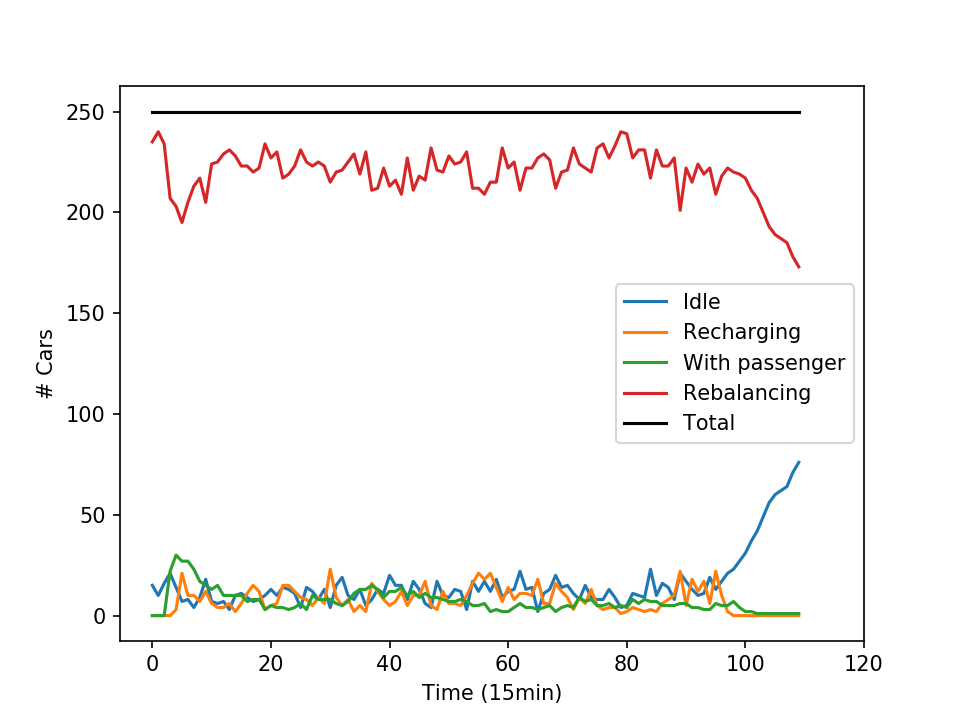 250
200
150
100
50
0
# Cars
Idle
Recharging
With passenger
Rebalancing
Total
0 20 40 60 80 100 120
Time (15min)